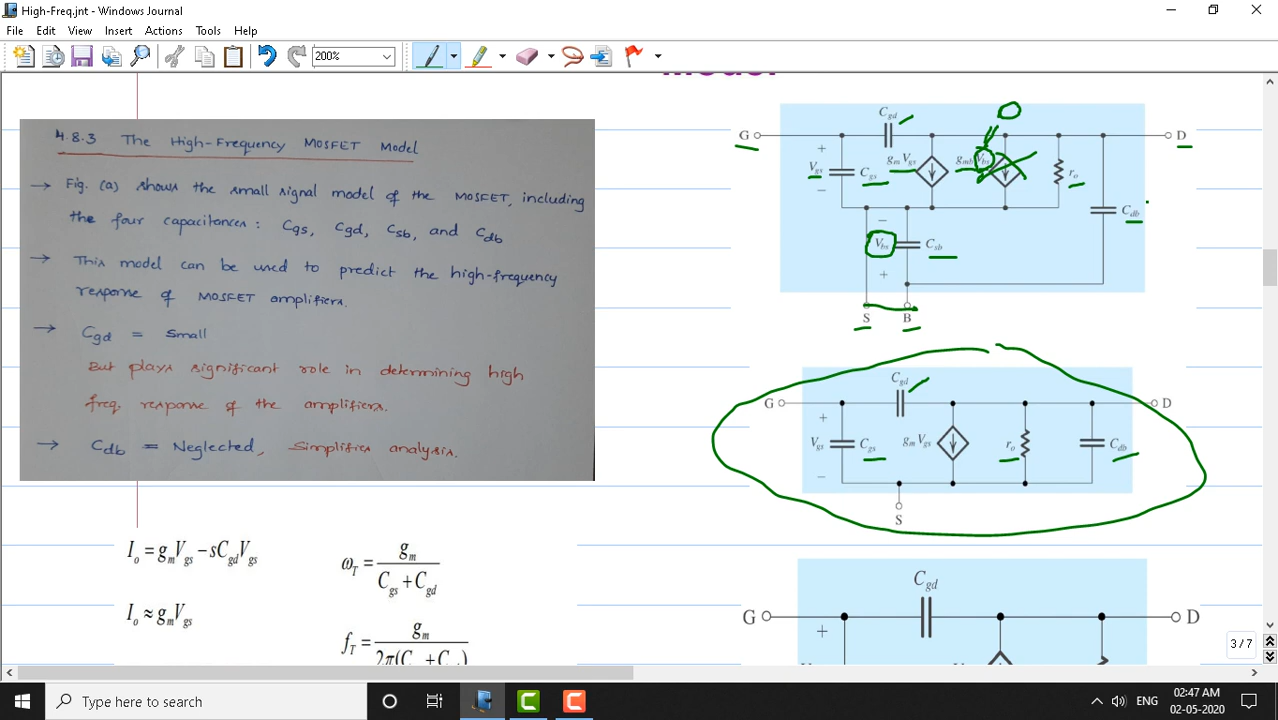 High-Freq.jnt - Windows Journal
File Edit View Insert Actions Tools Help
200%
4.8.3 The High-Frequency MOSFET Model
→ Fig. (a) shows the small signal model of the MOSFET, including
the four capacitances: Cgs, Cgd, Csb, and Cdb
→ This model can be used to predict the high-frequency
response of MOSFET amplifiers.
→ Cgd = Small
But plays significant role in determining high
freq. response of the amplifiers.
→ Cdb = Neglected, Simplifies analysis.
Io = gmVgs − sCgdVgs
Io ≈ gmVgs
ωT = gm / (Cgs + Cgd)
fT = gm
Cgd
G
D
+
Vgs
−
Cgs
gmVgs
gmbVbs
ro
Cdb
−
Vbs
+
Csb
S
B
Cgd
G
D
+
Vgs
−
Cgs
gmVgs
ro
Cdb
S
Cgd
G
D
+
3 / 7
Type here to search
ENG
02:47 AM
02-05-2020